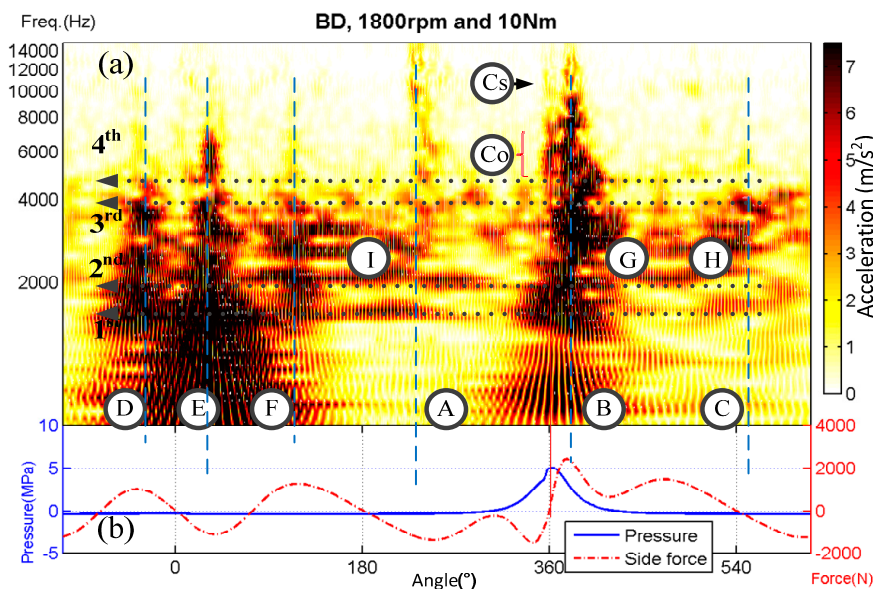 Freq.(Hz)
BD, 1800rpm and 10Nm
(a)
14000
12000
10000
8000
6000
4000
2000
4th
3rd
2nd
Cs
Co
I
G
H
D
E
F
A
B
C
7
6
5
4
3
2
1
0
Acceleration (m/s²)
10
5
0
-5
Pressure(MPa)
(b)
4000
2000
0
-2000
Force(N)
Pressure
Side force
0
180
360
540
Angle(°)